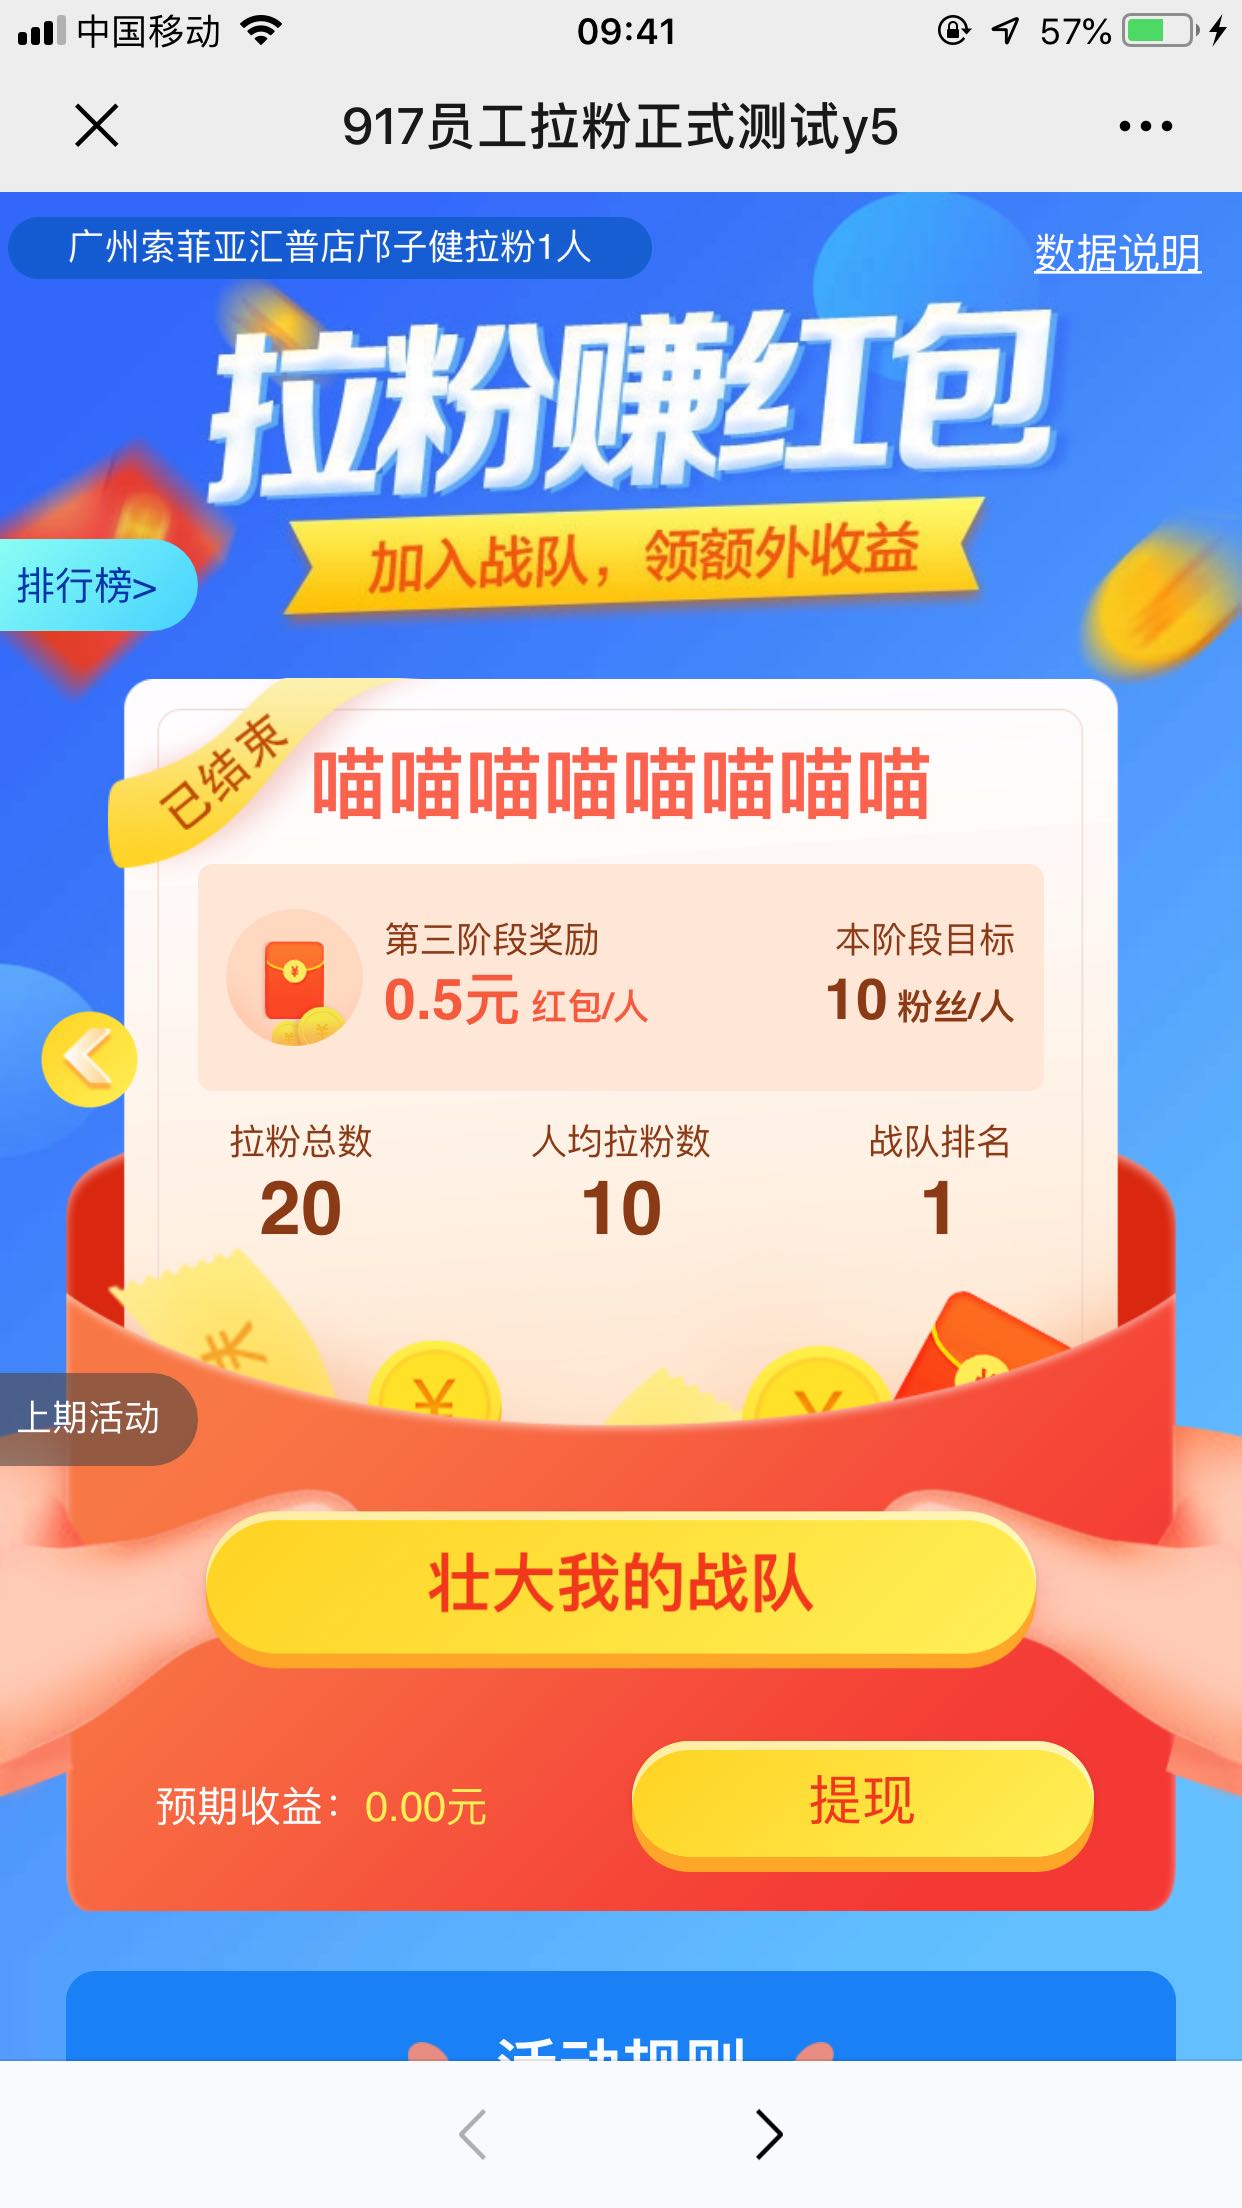 中国移动
09:41
57%
917员工拉粉正式测试y5
广州索菲亚汇普店邝子健拉粉1人
数据说明
拉粉赚红包
加入战队，领额外收益
排行榜>
已结束
喵喵喵喵喵喵喵喵
第三阶段奖励
本阶段目标
0.5元 红包/人
10 粉丝/人
拉粉总数
人均拉粉数
战队排名
20
10
1
上期活动
壮大我的战队
预期收益：0.00元
提现
活动规则